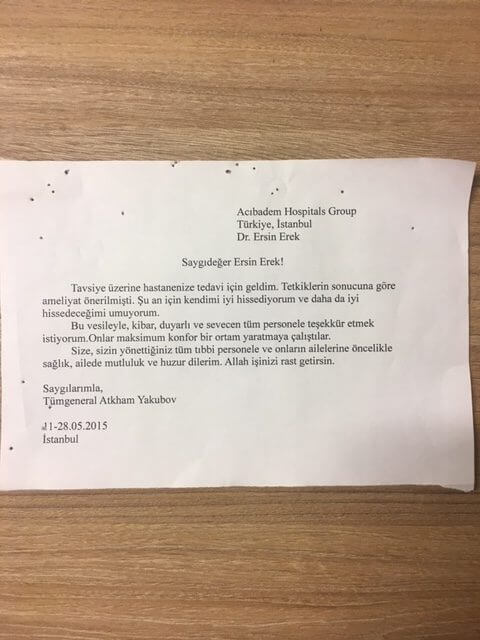 Acıbadem Hospitals Group
Türkiye, İstanbul
Dr. Ersin Erek
Saygıdeğer Ersin Erek!
Tavsiye üzerine hastanenize tedavi için geldim. Tetkiklerin sonucuna göre
ameliyat önerilmişti. Şu an için kendimi iyi hissediyorum ve daha da iyi
hissedeceğimi umuyorum.
Bu vesileyle, kibar, duyarlı ve sevecen tüm personele teşekkür etmek
istiyorum.Onlar maksimum konfor bir ortam yaratmaya çalıştılar.
Size, sizin yönettiğiniz tüm tıbbi personele ve onların ailelerine öncelikle
sağlık, ailede mutluluk ve huzur dilerim. Allah işinizi rast getirsin.
Saygılarımla,
Tümgeneral Atkham Yakubov
11-28.05.2015
İstanbul